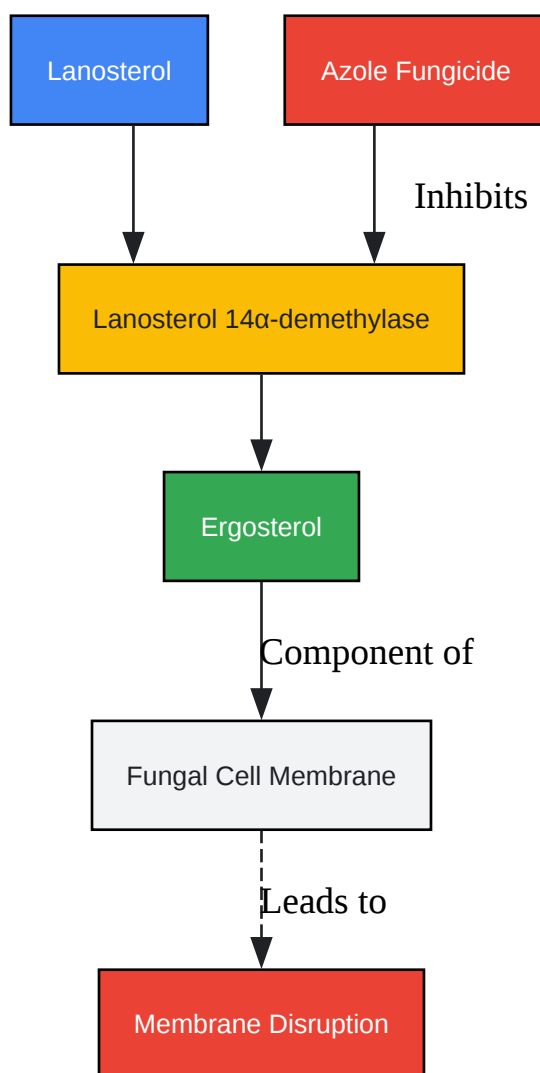 Lanosterol
Azole Fungicide
Inhibits
Lanosterol 14α-demethylase
Ergosterol
Component of
Fungal Cell Membrane
Leads to
Membrane Disruption